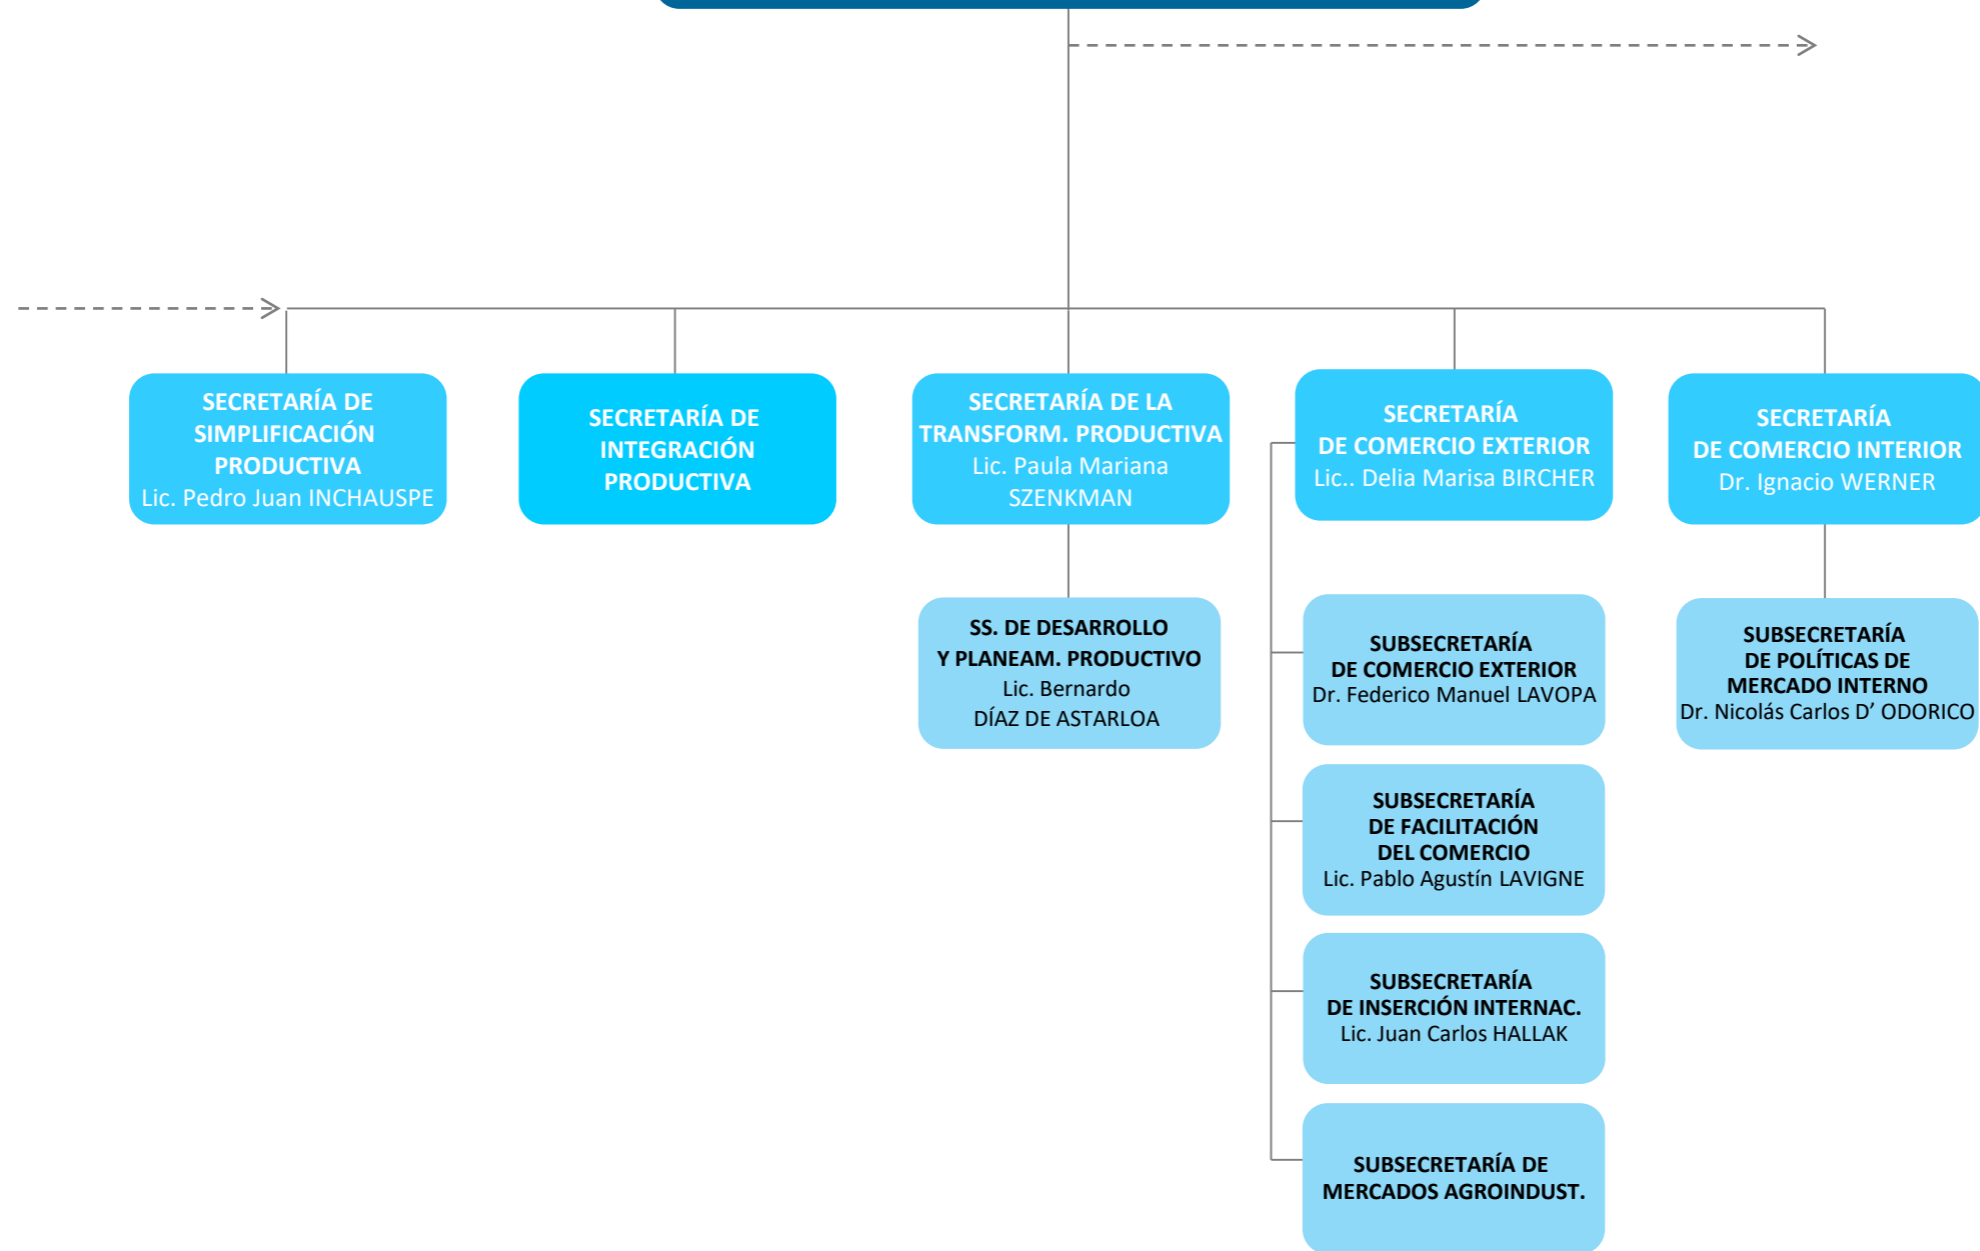 SECRETARÍA DE
SIMPLIFICACIÓN
PRODUCTIVA
Lic. Pedro Juan INCHAUSPE
SECRETARÍA DE
INTEGRACIÓN
PRODUCTIVA
SECRETARÍA DE LA
TRANSFORM. PRODUCTIVA
Lic. Paula Mariana
SZENKMAN
SECRETARÍA
DE COMERCIO EXTERIOR
Lic.. Delia Marisa BIRCHER
SECRETARÍA
DE COMERCIO INTERIOR
Dr. Ignacio WERNER
SS. DE DESARROLLO
Y PLANEAM. PRODUCTIVO
Lic. Bernardo
DÍAZ DE ASTARLOA
SUBSECRETARÍA
DE COMERCIO EXTERIOR
Dr. Federico Manuel LAVOPA
SUBSECRETARÍA
DE POLÍTICAS DE
MERCADO INTERNO
Dr. Nicolás Carlos D’ ODORICO
SUBSECRETARÍA
DE FACILITACIÓN
DEL COMERCIO
Lic. Pablo Agustín LAVIGNE
SUBSECRETARÍA
DE INSERCIÓN INTERNAC.
Lic. Juan Carlos HALLAK
SUBSECRETARÍA DE
MERCADOS AGROINDUST.